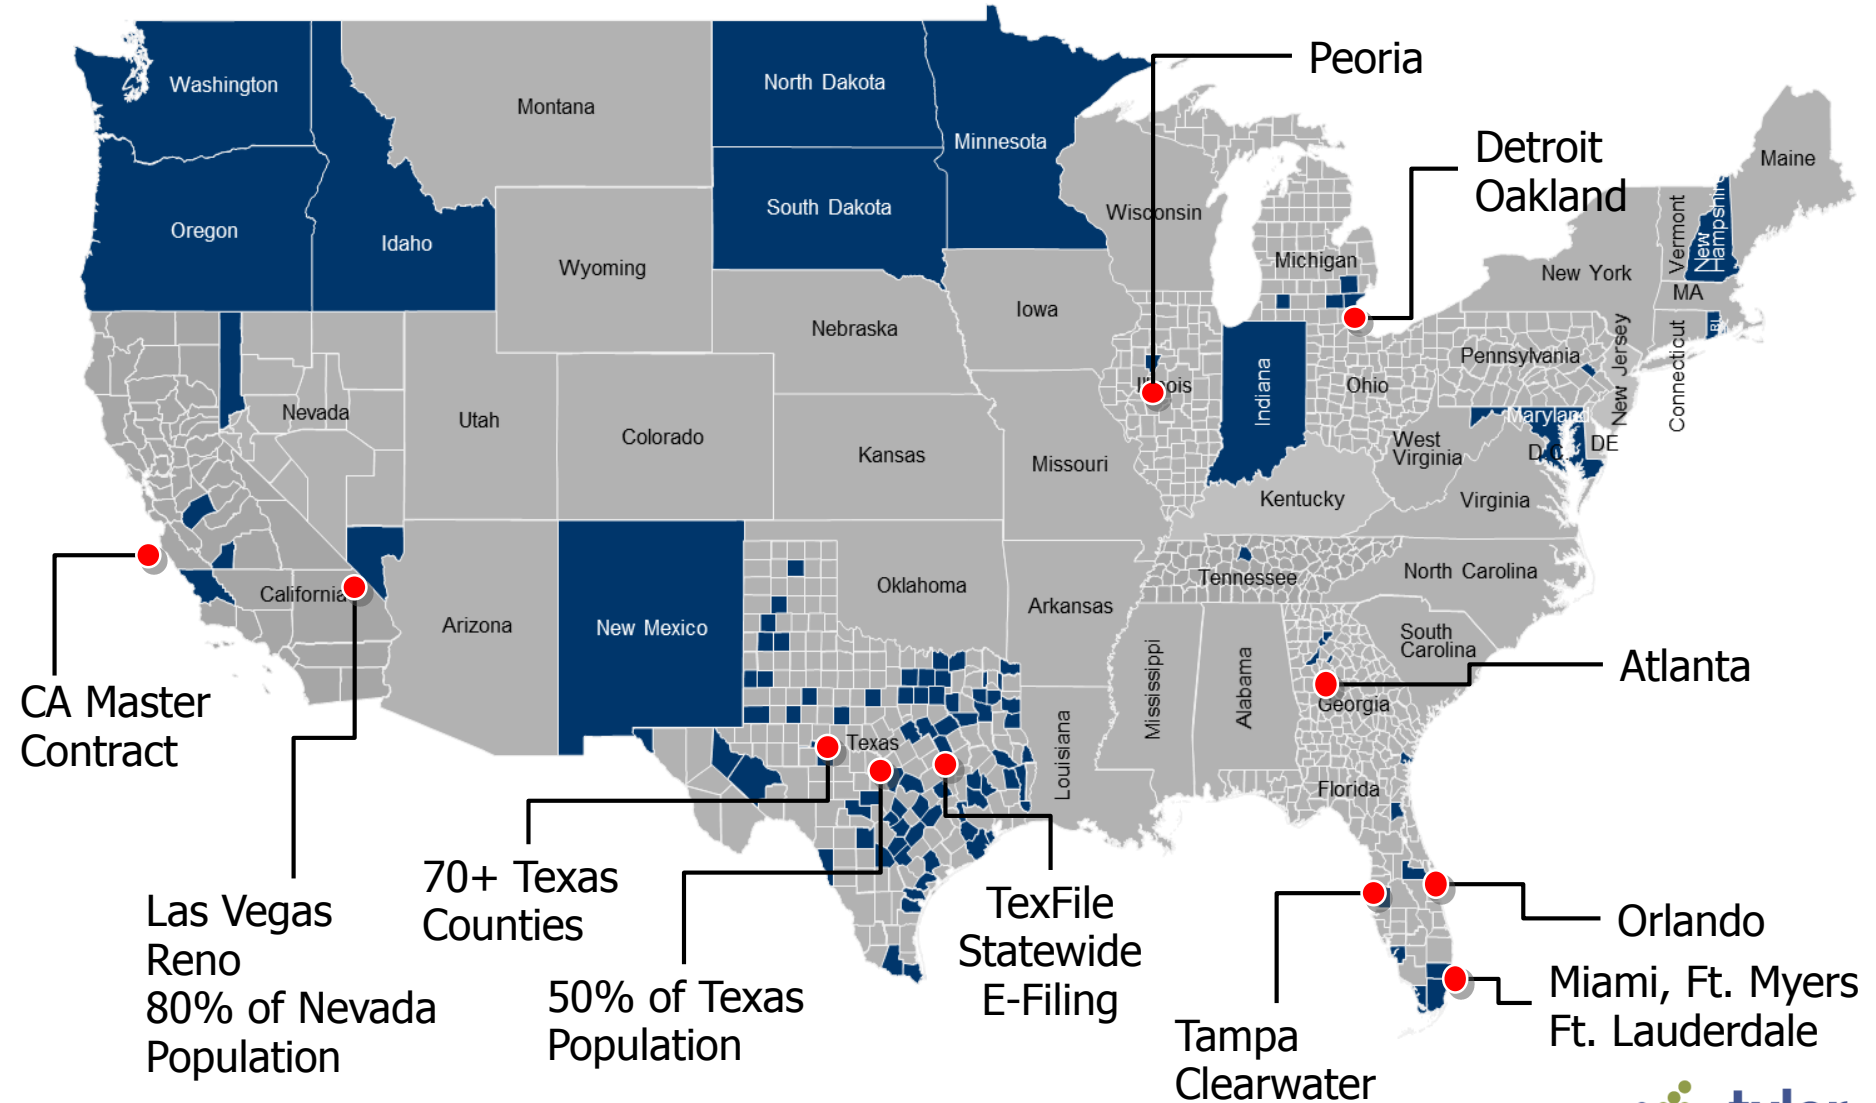 Washington
Montana
North Dakota
Minnesota
Peoria
Detroit
Oakland
Maine
Oregon
Idaho
South Dakota
Wisconsin
Vermont
New
Hampshire
Wyoming
Michigan
New York
MA
Iowa
Nebraska
RI
Connecticut
New Jersey
Pennsylvania
Ohio
Indiana
Nevada
Utah
Colorado
Kansas
Missouri
Maryland
D.C.
DE
West
Virginia
Virginia
Kentucky
California
Arizona
New Mexico
Oklahoma
Arkansas
Tennessee
North Carolina
South
Carolina
Mississippi
Alabama
Georgia
Atlanta
Texas
Louisiana
Florida
CA Master
Contract
Las Vegas
Reno
80% of Nevada
Population
70+ Texas
Counties
50% of Texas
Population
TexFile
Statewide
E-Filing
Tampa
Clearwater
Orlando
Miami, Ft. Myers
Ft. Lauderdale
tyler